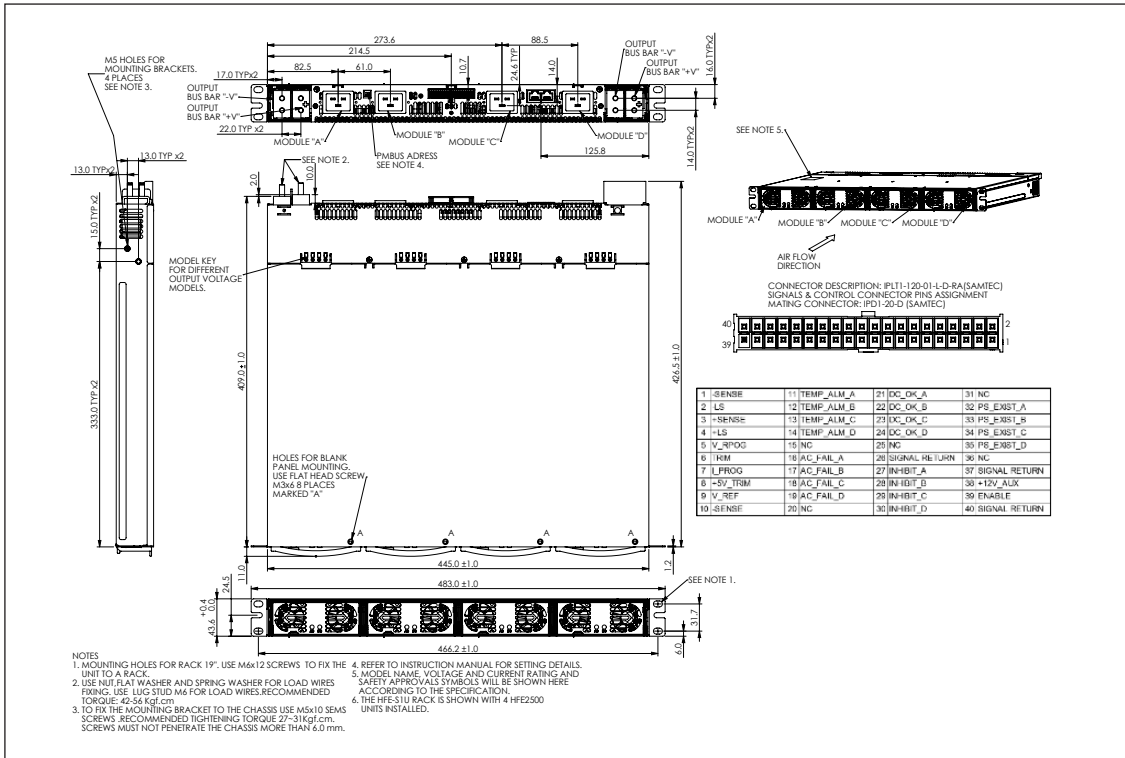 273.6
88.5
214.5
82.5
61.0
10.7
24.6 TYP
14.0
17.0 TYPx2
16.0 TYPx2
M5 HOLES FOR
MOUNTING BRACKETS.
4 PLACES
SEE NOTE 3.
OUTPUT
BUS BAR "-V"
OUTPUT
BUS BAR "+V"
OUTPUT
BUS BAR "-V"
OUTPUT
BUS BAR "+V"
22.0 TYP x2
MODULE "A"
MODULE "B"
MODULE "C"
MODULE "D"
14.0 TYPx2
125.8
PMBUS ADRESS
SEE NOTE 4.
SEE NOTE 2.
13.0 TYP x2
13.0 TYPx2
2.0
10.0
15.0 TYP x2
333.0 TYP x2
MODEL KEY
FOR DIFFERENT
OUTPUT VOLTAGE
MODELS.
409.0 ±1.0
426.5 ±1.0
HOLES FOR BLANK
PANEL MOUNTING.
USE FLAT HEAD SCREW
M3x6 8 PLACES
MARKED "A"
A
A
A
A
11.0
1.2
445.0 ±1.0
483.0 ±1.0
SEE NOTE 1.
24.5
43.6 +0.4 0.0
31.7
6.0
466.2 ±1.0
SEE NOTE 5.
MODULE "A"
MODULE "B"
MODULE "C"
MODULE "D"
AIR FLOW
DIRECTION
CONNECTOR DESCRIPTION: IPLT1-120-01-L-D-RA(SAMTEC)
SIGNALS & CONTROL CONNECTOR PINS ASSIGNMENT
MATING CONNECTOR: IPD1-20-D (SAMTEC)
40 2
39 1
1 -SENSE 11 TEMP_ALM_A 21 DC_OK_A 31 NC
2 -LS 12 TEMP_ALM_B 22 DC_OK_B 32 PS_EXIST_A
3 +SENSE 13 TEMP_ALM_C 23 DC_OK_C 33 PS_EXIST_B
4 +LS 14 TEMP_ALM_D 24 DC_OK_D 34 PS_EXIST_C
5 V_RPOG 15 NC 25 NC 35 PS_EXIST_D
6 TRIM 16 AC_FAIL_A 26 SIGNAL RETURN 36 NC
7 I_PROG 17 AC_FAIL_B 27 INHIBIT_A 37 SIGNAL RETURN
8 +5V_TRIM 18 AC_FAIL_C 28 INHIBIT_B 38 +12V_AUX
9 V_REF 19 AC_FAIL_D 29 INHIBIT_C 39 ENABLE
10 -SENSE 20 NC 30 INHIBIT_D 40 SIGNAL RETURN
NOTES
1. MOUNTING HOLES FOR RACK 19". USE M6x12 SCREWS TO FIX THE
UNIT TO A RACK.
2. USE NUT,FLAT WASHER AND SPRING WASHER FOR LOAD WIRES
FIXING. USE LUG STUD M6 FOR LOAD WIRES.RECOMMENDED
TORQUE: 42-56 Kgf.cm
3. TO FIX THE MOUNTING BRACKET TO THE CHASSIS USE M5x10 SEMS
SCREWS .RECOMMENDED TIGHTENING TORQUE 27~31Kgf.cm.
SCREWS MUST NOT PENETRATE THE CHASSIS MORE THAN 6.0 mm.
4. REFER TO INSTRUCTION MANUAL FOR SETTING DETAILS.
5. MODEL NAME, VOLTAGE AND CURRENT RATING AND
SAFETY APPROVALS SYMBOLS WILL BE SHOWN HERE
ACCORDING TO THE SPECIFICATION.
6. THE HFE-S1U RACK IS SHOWN WITH 4 HFE2500
UNITS INSTALLED.